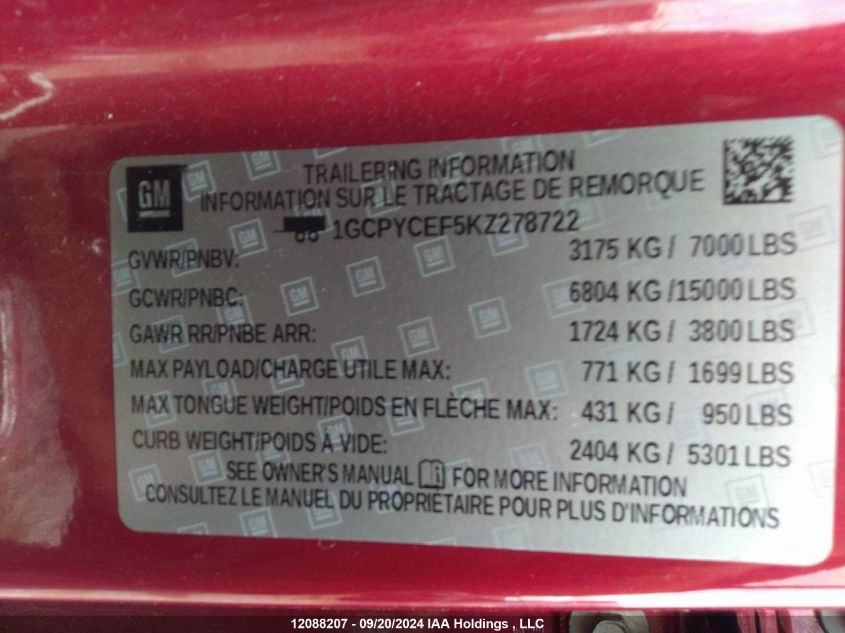 GM
TRAILERING INFORMATION
INFORMATION SUR LE TRACTAGE DE REMORQUE
1GCPYCEF5KZ278722
GVWR/PNBV: 3175 KG / 7000 LBS
GCWR/PNBC: 6804 KG /15000 LBS
GAWR RR/PNBE ARR: 1724 KG / 3800 LBS
MAX PAYLOAD/CHARGE UTILE MAX: 771 KG / 1699 LBS
MAX TONGUE WEIGHT/POIDS EN FLÈCHE MAX: 431 KG / 950 LBS
CURB WEIGHT/POIDS À VIDE: 2404 KG / 5301 LBS
SEE OWNER'S MANUAL FOR MORE INFORMATION
CONSULTEZ LE MANUEL DU PROPRIÉTAIRE POUR PLUS D'INFORMATIONS
12088207 - 09/20/2024 IAA Holdings , LLC